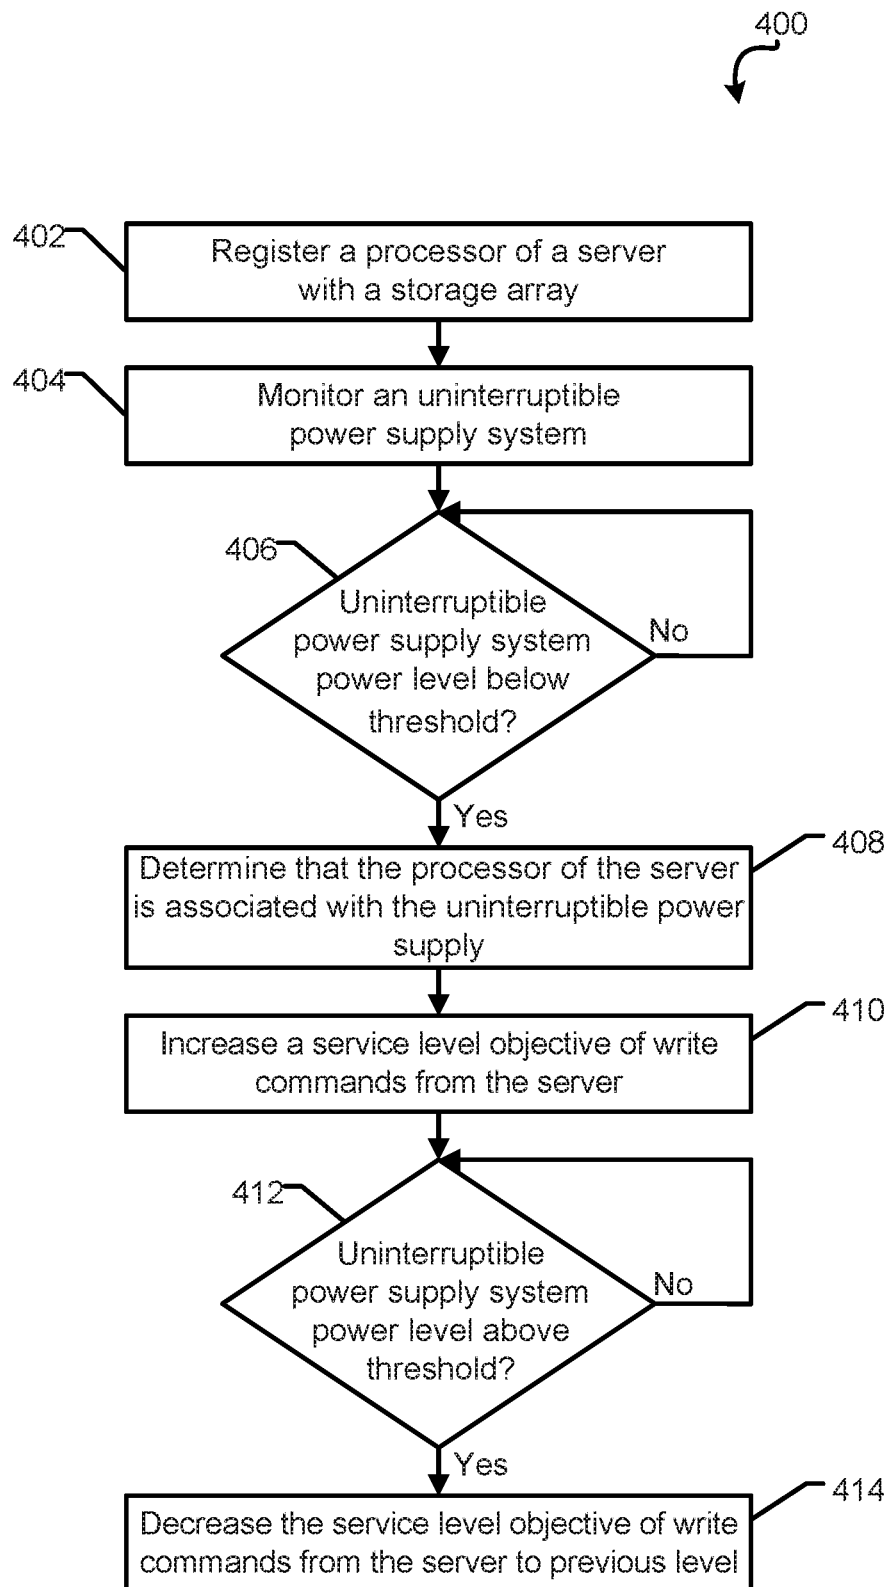 400
402
Register a processor of a server
with a storage array
404
Monitor an uninterruptible
power supply system
406
Uninterruptible
power supply system
power level below
threshold?
No
Yes
408
Determine that the processor of the server
is associated with the uninterruptible power
supply
410
Increase a service level objective of write
commands from the server
412
Uninterruptible
power supply system
power level above
threshold?
No
Yes
414
Decrease the service level objective of write
commands from the server to previous level